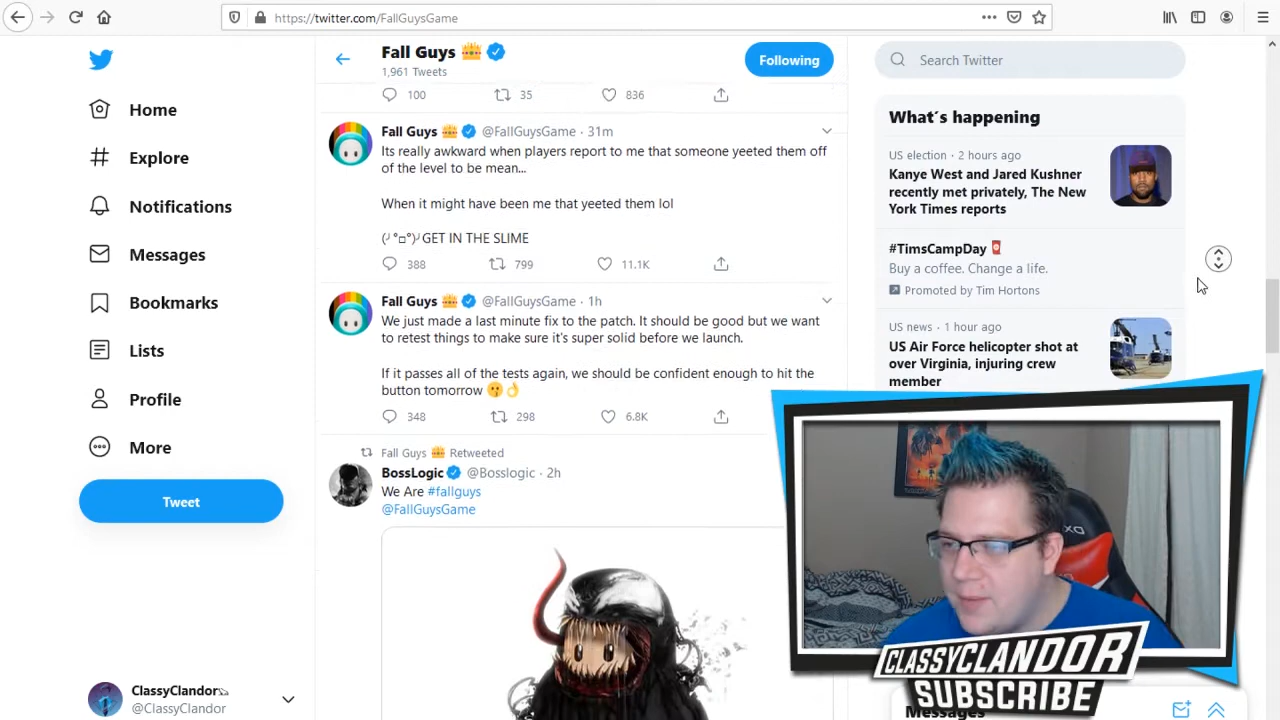 https://twitter.com/FallGuysGame
Home
Explore
Notifications
Messages
Bookmarks
Lists
Profile
More
Tweet
ClassyClandor
@ClassyClandor
Fall Guys 👑
1,961 Tweets
Following
100 35 836
Fall Guys 👑 @FallGuysGame · 31m
Its really awkward when players report to me that someone yeeted them off
of the level to be mean...
When it might have been me that yeeted them lol
(╯°□°)╯GET IN THE SLIME
388 799 11.1K
Fall Guys 👑 @FallGuysGame · 1h
We just made a last minute fix to the patch. It should be good but we want
to retest things to make sure it's super solid before we launch.
If it passes all of the tests again, we should be confident enough to hit the
button tomorrow 🤫👌
348 298 6.8K
Fall Guys 👑 Retweeted
BossLogic @Bosslogic · 2h
We Are #fallguys
@FallGuysGame
Search Twitter
What´s happening
US election · 2 hours ago
Kanye West and Jared Kushner
recently met privately, The New
York Times reports
#TimsCampDay
Buy a coffee. Change a life.
Promoted by Tim Hortons
US news · 1 hour ago
US Air Force helicopter shot at
over Virginia, injuring crew
member
CLASSYCLANDOR
SUBSCRIBE
Messages